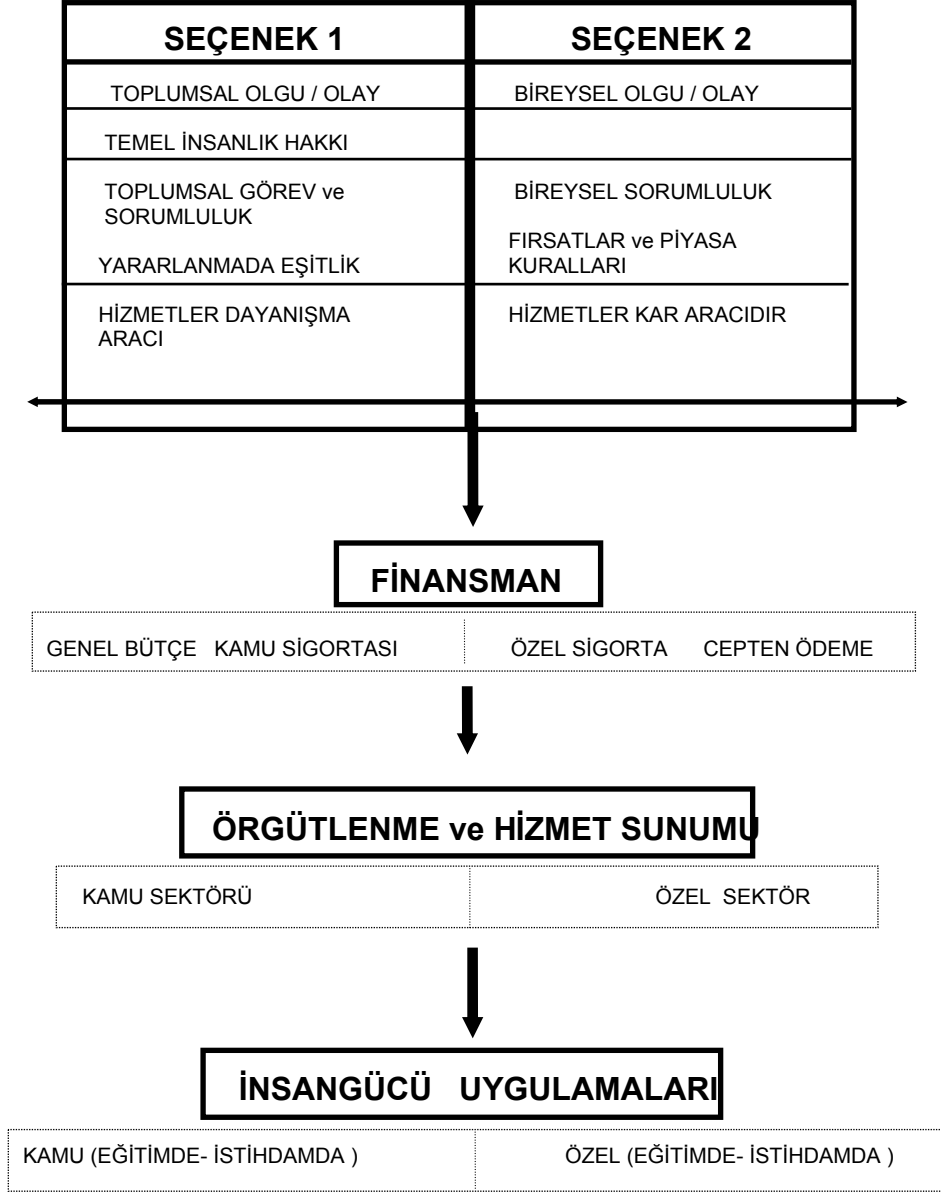 SEÇENEK 1 SEÇENEK 2
TOPLUMSAL OLGU / OLAY BİREYSEL OLGU / OLAY
TEMEL İNSANLIK HAKKI
TOPLUMSAL GÖREV ve
SORUMLULUK
BİREYSEL SORUMLULUK
YARARLANMADA EŞİTLİK
FIRSATLAR ve PİYASA
KURALLARI
HİZMETLER DAYANIŞMA
ARACI
HİZMETLER KAR ARACIDIR
FİNANSMAN
GENEL BÜTÇE KAMU SİGORTASI ÖZEL SİGORTA CEPTEN ÖDEME
ÖRGÜTLENME ve HİZMET SUNUMU
KAMU SEKTÖRÜ ÖZEL SEKTÖR
İNSANGÜCÜ UYGULAMALARI
KAMU (EĞİTİMDE- İSTİHDAMDA ) ÖZEL (EĞİTİMDE- İSTİHDAMDA )